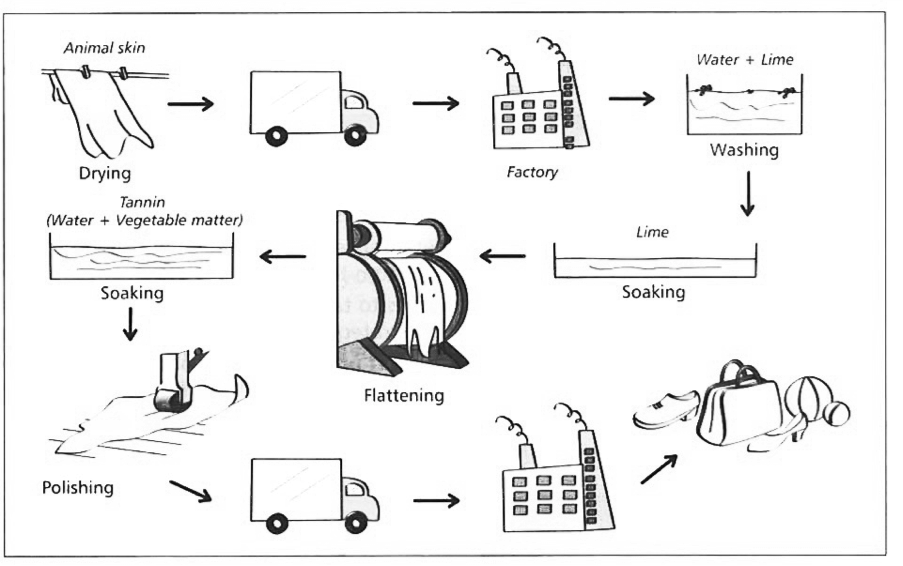 Animal skin
Drying
Factory
Water + Lime
Washing
Tannin
(Water + Vegetable matter)
Soaking
Flattening
Lime
Soaking
Polishing